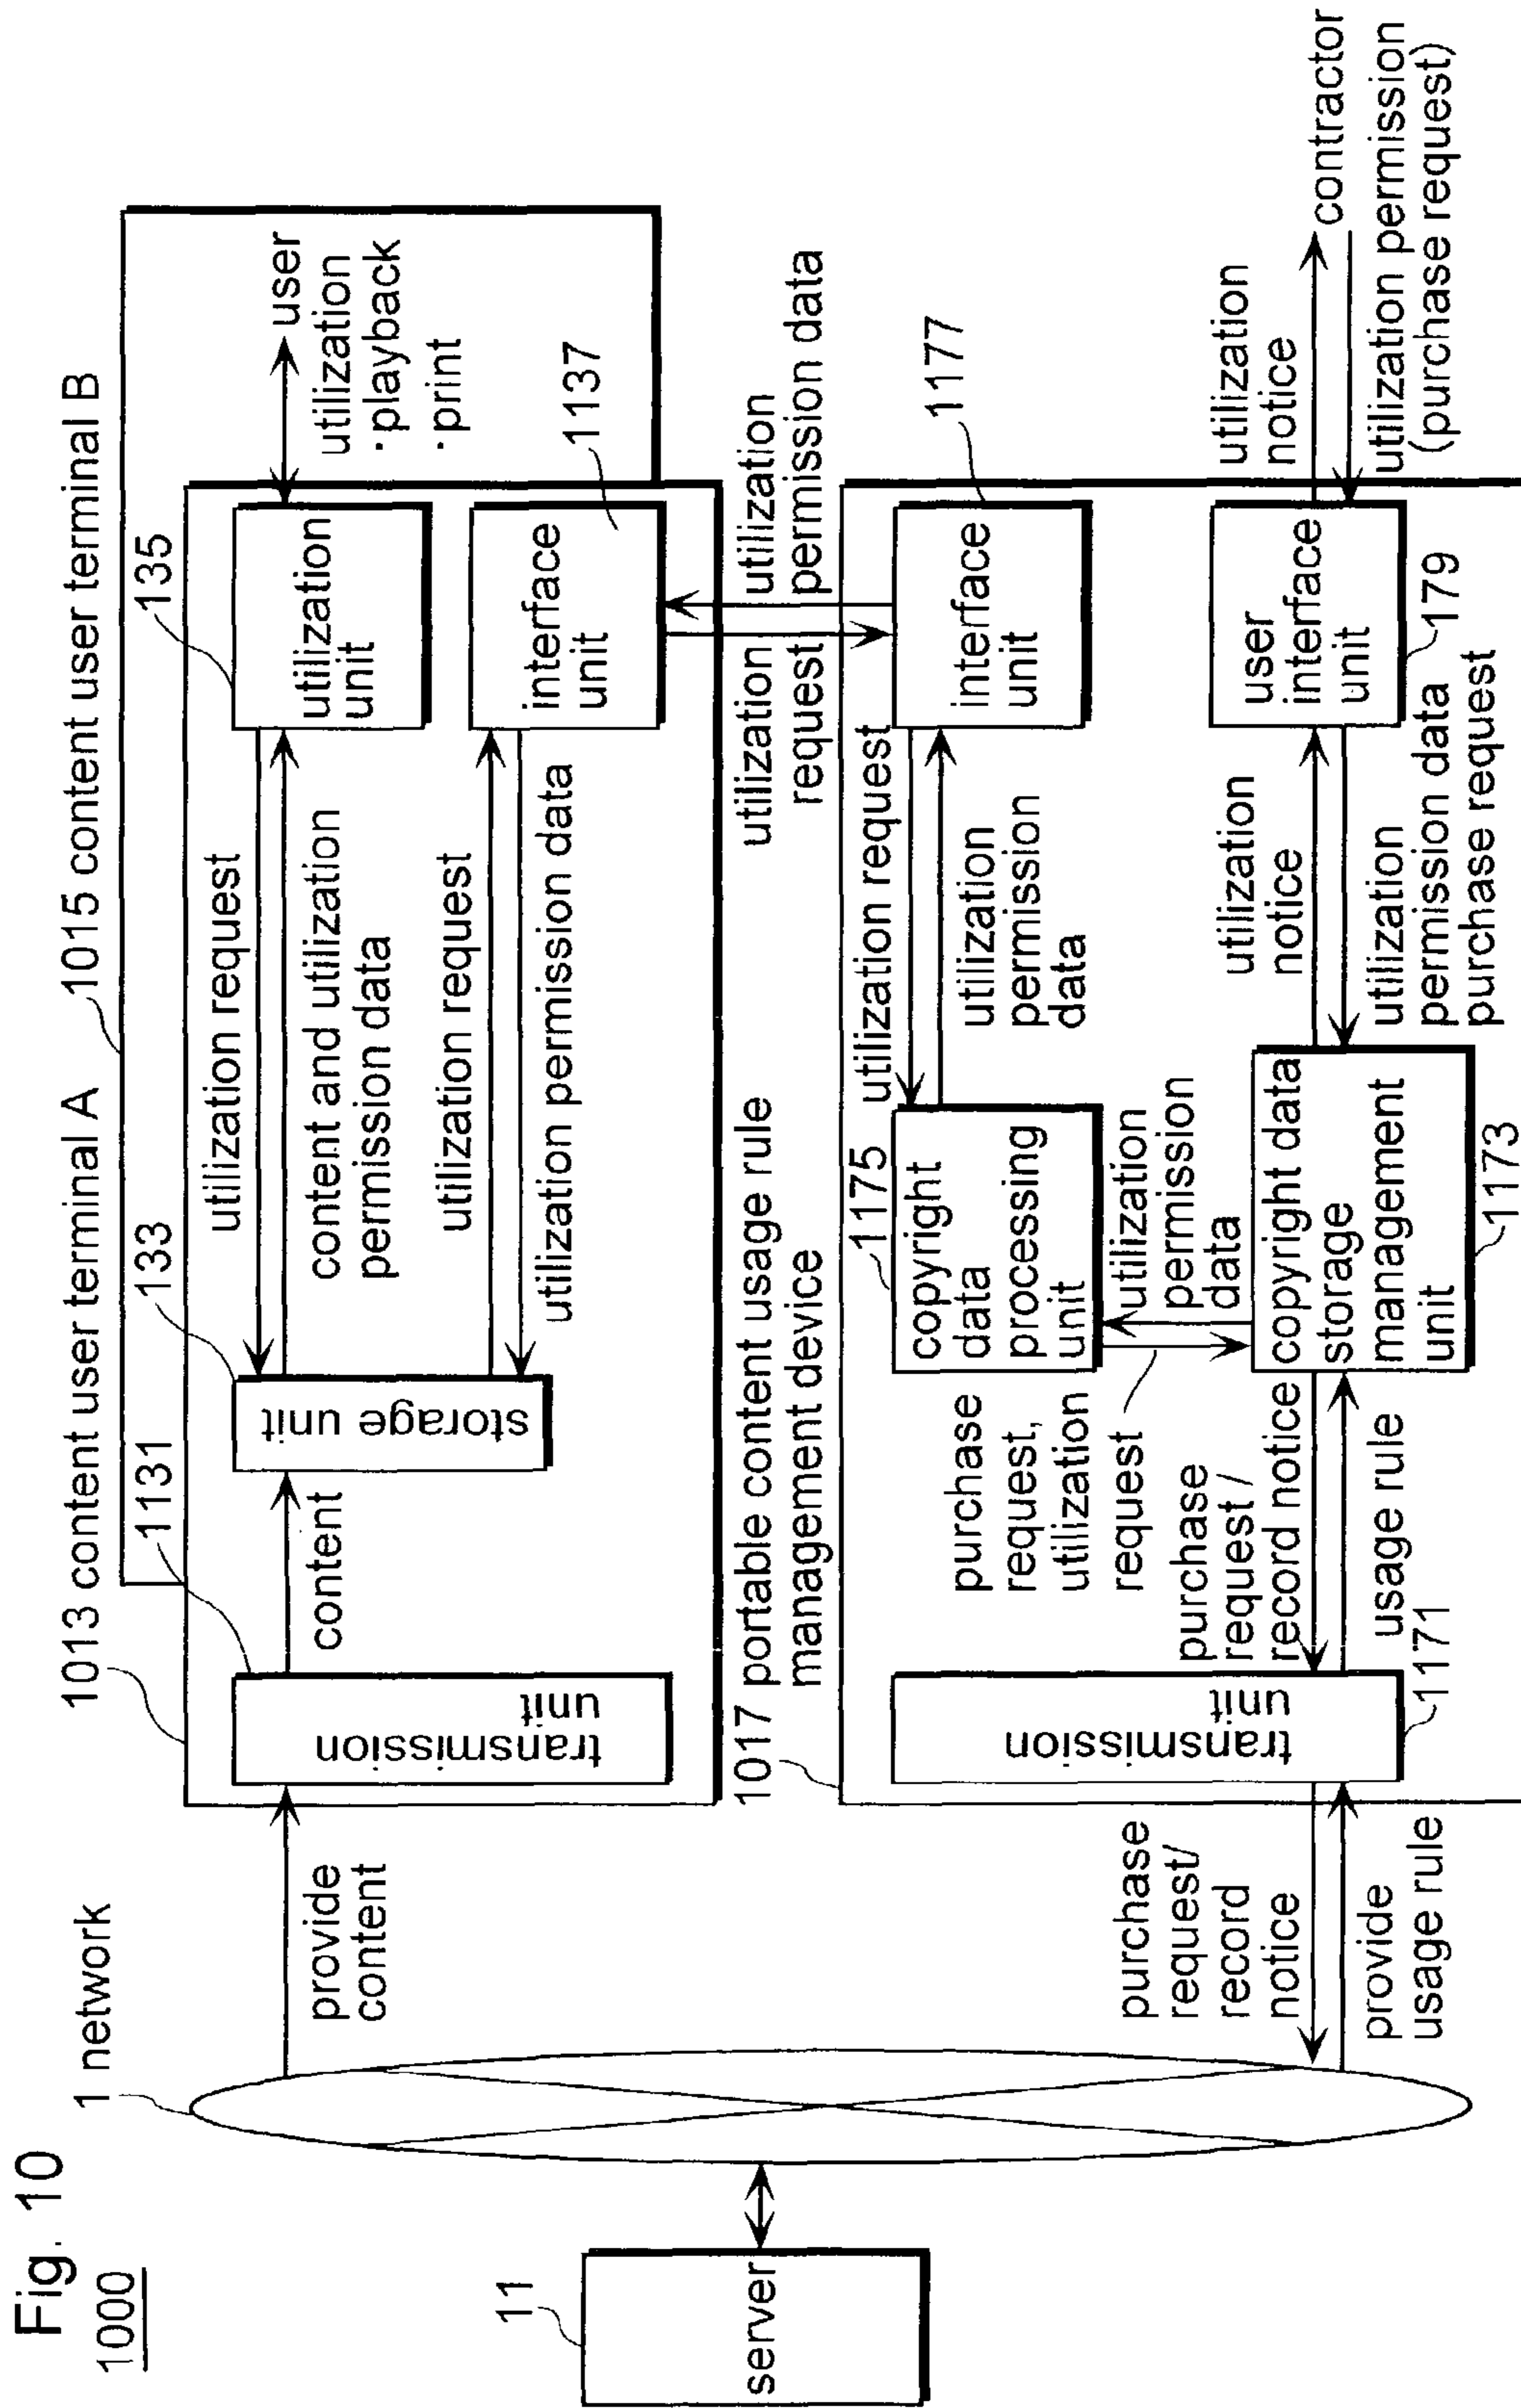 Fig. 10
1000
11
server
1 network
provide
content
purchase
request/
record
notice
provide
usage rule
1013 content user terminal A
1015 content user terminal B
1131
transmission
unit
content
133
storage unit
utilization request
content and utilization
permission data
utilization request
utilization permission data
135
utilization
unit
interface
unit
1137
user
utilization
·playback
·print
utilization
request
utilization
permission data
1017 portable content usage rule
management device
transmission
unit
1171
purchase
request /
record notice
usage rule
purchase
request,
utilization
request
1175
copyright
data
processing
unit
utilization
permission
data
copyright data
storage
management
unit
1173
utilization request
utilization
permission
data
interface
unit
1177
utilization
notice
utilization
permission data
purchase request
user
interface
unit
179
utilization
notice
contractor
utilization permission
(purchase request)